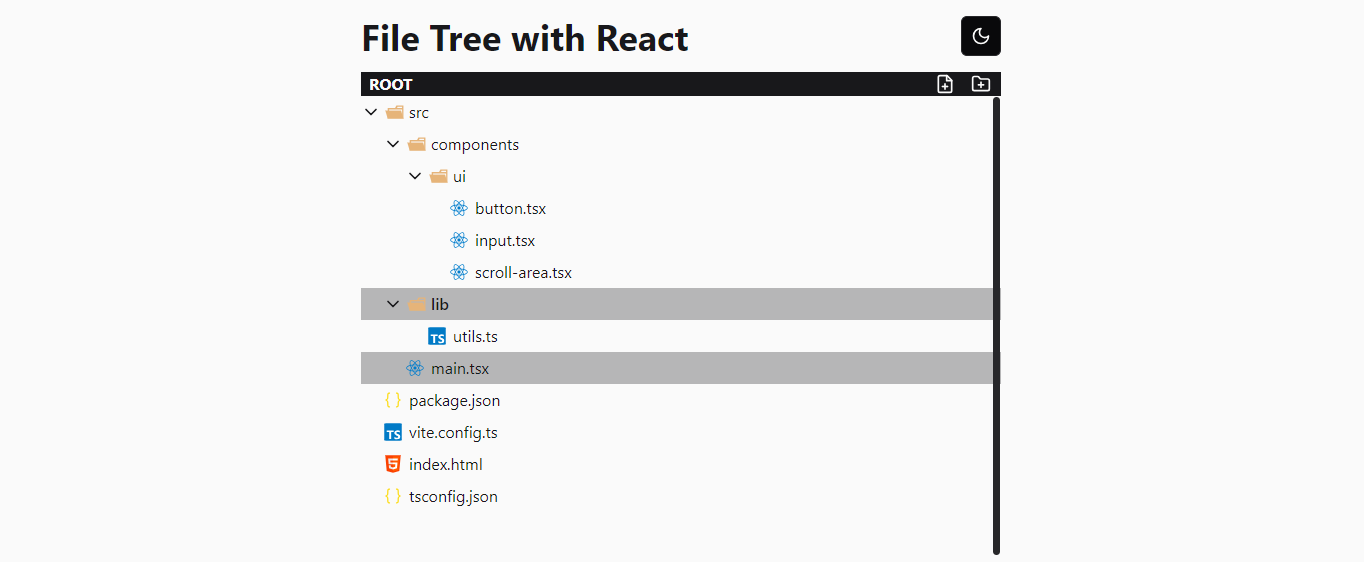 File Tree with React
ROOT
src
components
ui
button.tsx
input.tsx
scroll-area.tsx
lib
TS utils.ts
main.tsx
{} package.json
TS vite.config.ts
5 index.html
{} tsconfig.json